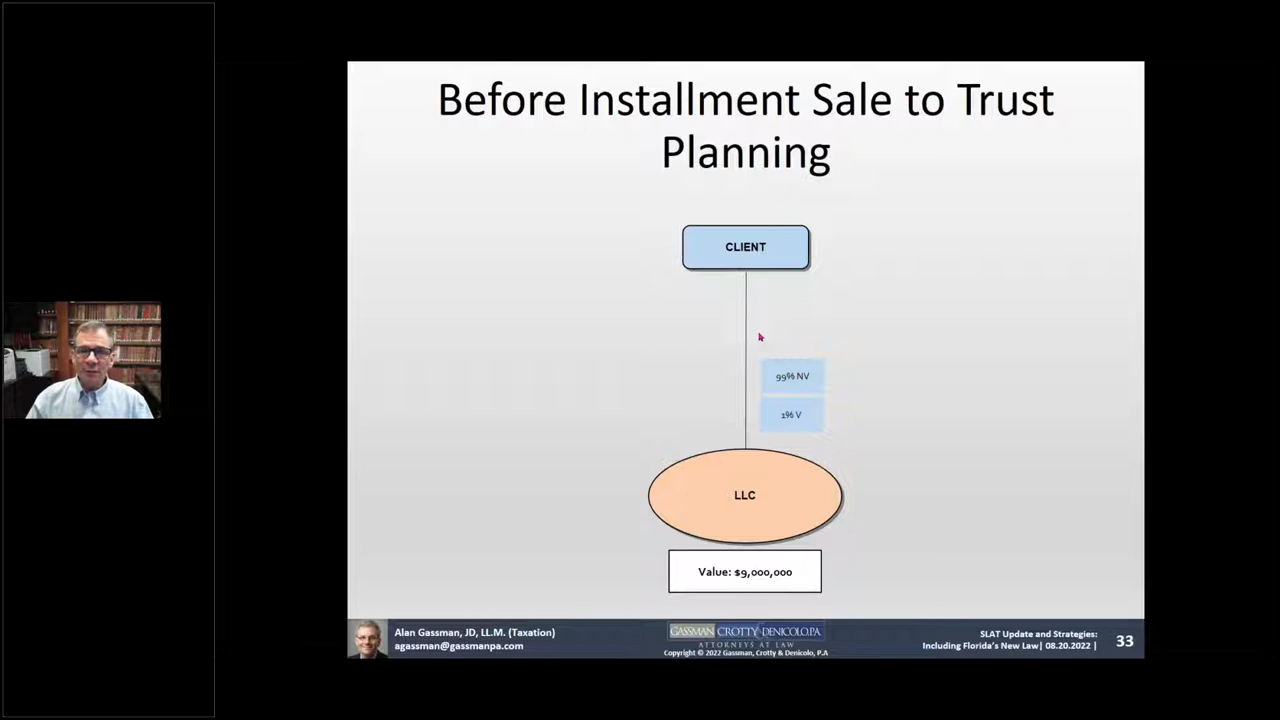 Before Installment Sale to Trust
Planning
CLIENT
99% NV
1% V
LLC
Value: $9,000,000
Alan Gassman, JD, LL.M. (Taxation)
agassman@gassmanpa.com
GASSMAN CROTTY & DENICOLO, P.A.
ATTORNEYS AT LAW
Copyright © 2022 Gassman, Crotty & Denicolo, P.A
SLAT Update and Strategies:
Including Florida's New Law| 08.20.2022 |
33